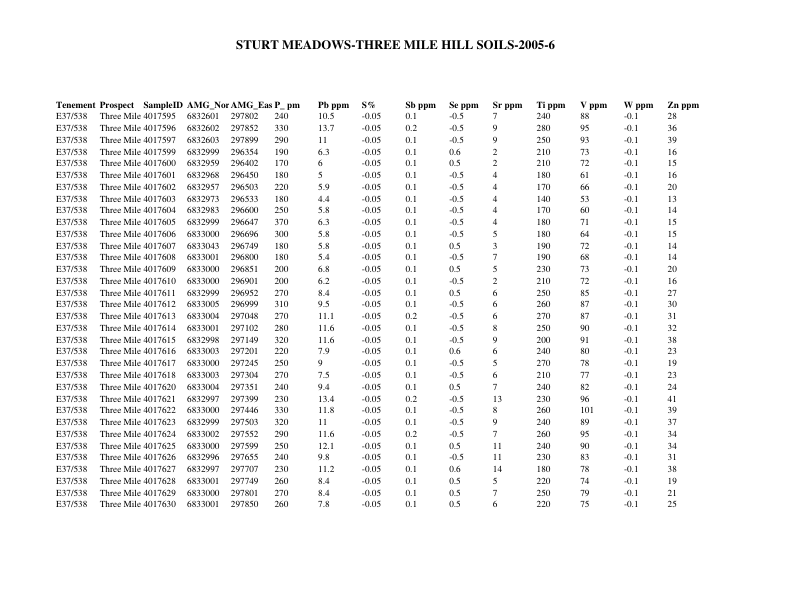 STURT MEADOWS-THREE MILE HILL SOILS-2005-6
Tenement Prospect SampleID AMG_Nor AMG_Eas P_ pm Pb ppm S% Sb ppm Se ppm Sr ppm Ti ppm V ppm W ppm Zn ppm
E37/538 Three Mile 4017595 6832601 297802 240 10.5 -0.05 0.1 -0.5 7 240 88 -0.1 28
E37/538 Three Mile 4017596 6832602 297852 330 13.7 -0.05 0.2 -0.5 9 280 95 -0.1 36
E37/538 Three Mile 4017597 6832603 297899 290 11 -0.05 0.1 -0.5 9 250 93 -0.1 39
E37/538 Three Mile 4017599 6832999 296354 190 6.3 -0.05 0.1 0.6 2 210 73 -0.1 16
E37/538 Three Mile 4017600 6832959 296402 170 6 -0.05 0.1 0.5 2 210 72 -0.1 15
E37/538 Three Mile 4017601 6832968 296450 180 5 -0.05 0.1 -0.5 4 180 61 -0.1 16
E37/538 Three Mile 4017602 6832957 296503 220 5.9 -0.05 0.1 -0.5 4 170 66 -0.1 20
E37/538 Three Mile 4017603 6832973 296533 180 4.4 -0.05 0.1 -0.5 4 140 53 -0.1 13
E37/538 Three Mile 4017604 6832983 296600 250 5.8 -0.05 0.1 -0.5 4 170 60 -0.1 14
E37/538 Three Mile 4017605 6832999 296647 370 6.3 -0.05 0.1 -0.5 4 180 71 -0.1 15
E37/538 Three Mile 4017606 6833000 296696 300 5.8 -0.05 0.1 -0.5 5 180 64 -0.1 15
E37/538 Three Mile 4017607 6833043 296749 180 5.8 -0.05 0.1 0.5 3 190 72 -0.1 14
E37/538 Three Mile 4017608 6833001 296800 180 5.4 -0.05 0.1 -0.5 7 190 68 -0.1 14
E37/538 Three Mile 4017609 6833000 296851 200 6.8 -0.05 0.1 0.5 5 230 73 -0.1 20
E37/538 Three Mile 4017610 6833000 296901 200 6.2 -0.05 0.1 -0.5 2 210 72 -0.1 16
E37/538 Three Mile 4017611 6832999 296952 270 8.4 -0.05 0.1 0.5 6 250 85 -0.1 27
E37/538 Three Mile 4017612 6833005 296999 310 9.5 -0.05 0.1 -0.5 6 260 87 -0.1 30
E37/538 Three Mile 4017613 6833004 297048 270 11.1 -0.05 0.2 -0.5 6 270 87 -0.1 31
E37/538 Three Mile 4017614 6833001 297102 280 11.6 -0.05 0.1 -0.5 8 250 90 -0.1 32
E37/538 Three Mile 4017615 6832998 297149 320 11.6 -0.05 0.1 -0.5 9 200 91 -0.1 38
E37/538 Three Mile 4017616 6833003 297201 220 7.9 -0.05 0.1 0.6 6 240 80 -0.1 23
E37/538 Three Mile 4017617 6833000 297245 250 9 -0.05 0.1 -0.5 5 270 78 -0.1 19
E37/538 Three Mile 4017618 6833003 297304 270 7.5 -0.05 0.1 -0.5 6 210 77 -0.1 23
E37/538 Three Mile 4017620 6833004 297351 240 9.4 -0.05 0.1 0.5 7 240 82 -0.1 24
E37/538 Three Mile 4017621 6832997 297399 230 13.4 -0.05 0.2 -0.5 13 230 96 -0.1 41
E37/538 Three Mile 4017622 6833000 297446 330 11.8 -0.05 0.1 -0.5 8 260 101 -0.1 39
E37/538 Three Mile 4017623 6832999 297503 320 11 -0.05 0.1 -0.5 9 240 89 -0.1 37
E37/538 Three Mile 4017624 6833002 297552 290 11.6 -0.05 0.2 -0.5 7 260 95 -0.1 34
E37/538 Three Mile 4017625 6833000 297599 250 12.1 -0.05 0.1 0.5 11 240 90 -0.1 34
E37/538 Three Mile 4017626 6832996 297655 240 9.8 -0.05 0.1 -0.5 11 230 83 -0.1 31
E37/538 Three Mile 4017627 6832997 297707 230 11.2 -0.05 0.1 0.6 14 180 78 -0.1 38
E37/538 Three Mile 4017628 6833001 297749 260 8.4 -0.05 0.1 0.5 5 220 74 -0.1 19
E37/538 Three Mile 4017629 6833000 297801 270 8.4 -0.05 0.1 0.5 7 250 79 -0.1 21
E37/538 Three Mile 4017630 6833001 297850 260 7.8 -0.05 0.1 0.5 6 220 75 -0.1 25